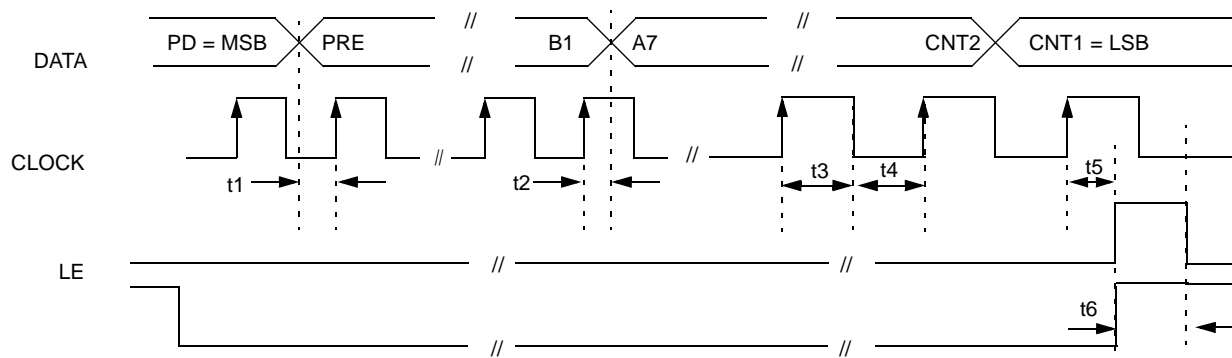 PD = MSB PRE // B1 A7 // CNT2 CNT1 = LSB
DATA // //
CLOCK // //
t1 t2 t3 t4 t5
LE // //
t6
// //